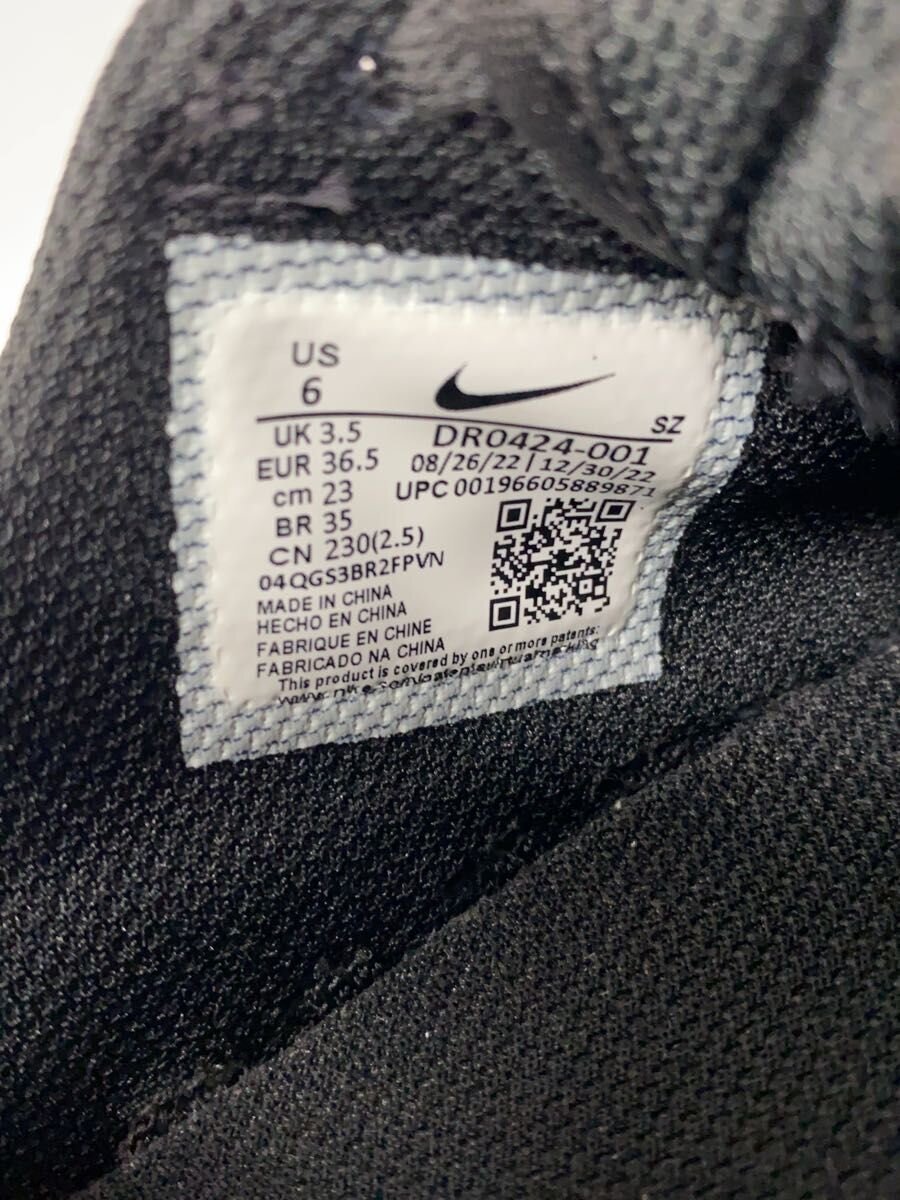 US
6
SZ
UK 3.5
DR0424-001
EUR 36.5
08/26/22 | 12/30/22
cm 23
UPC 00196605889871
BR 35
CN 230(2.5)
04QGS3BR2FPVN
MADE IN CHINA
HECHO EN CHINA
FABRIQUE EN CHINE
FABRICADO NA CHINA
This product is covered by one or more patents: